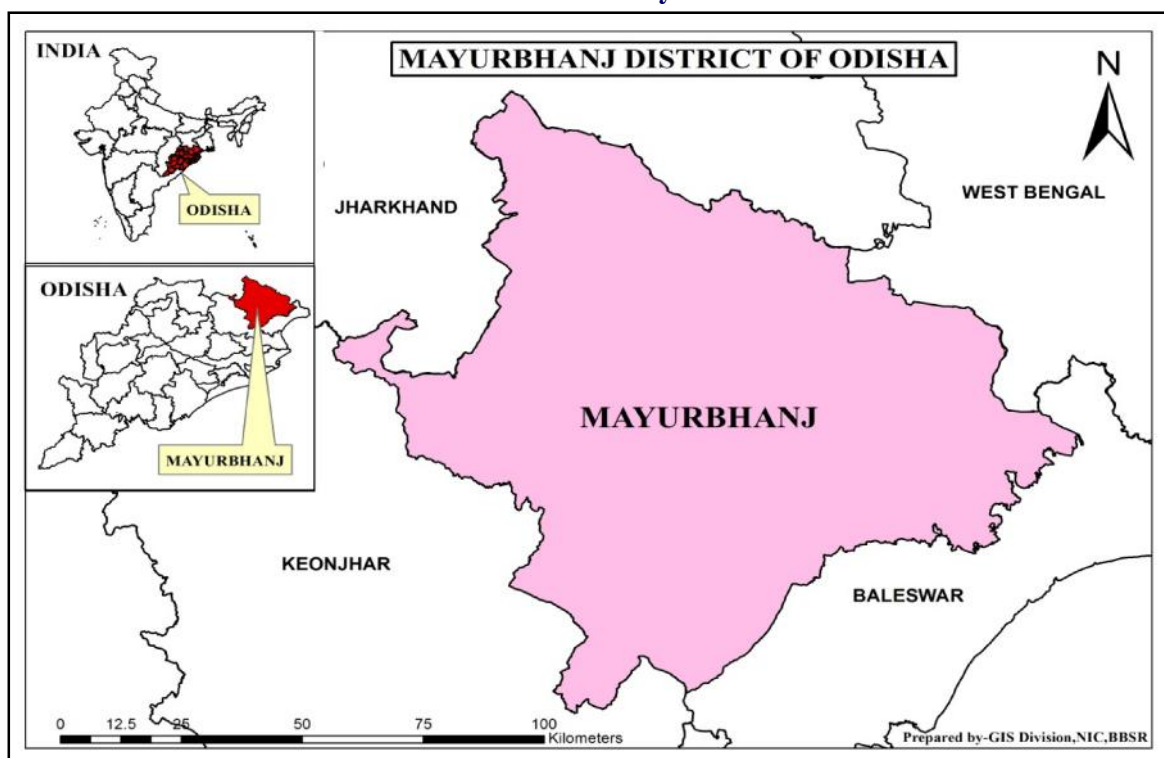 MAYURBHANJ DISTRICT OF ODISHA
INDIA
N
ODISHA
JHARKHAND
WEST BENGAL
ODISHA
MAYURBHANJ
MAYURBHANJ
KEONJHAR
BALESWAR
0 12.5 25 50 75 100
Kilometers
Prepared by-GIS Division,NIC,BBSR